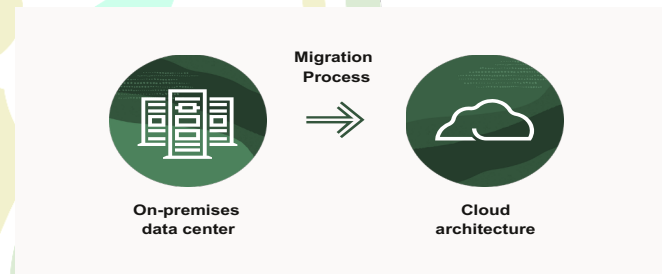 Migration
Process
On-premises
data center
Cloud
architecture